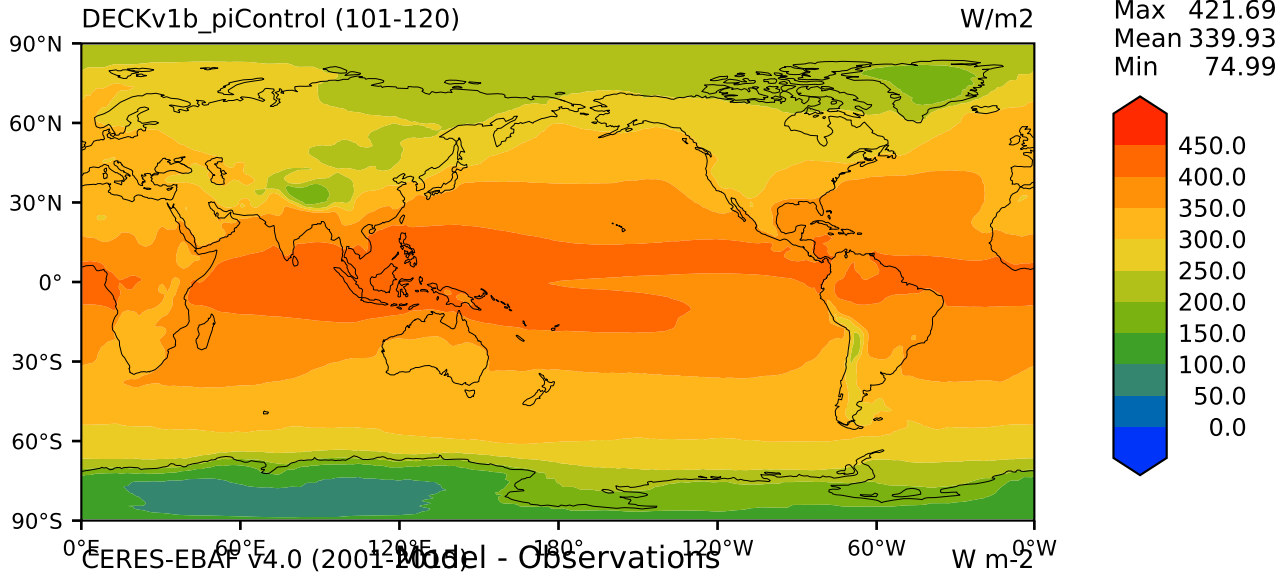 DECKv1b_piControl (101-120) W/m2
Max 421.69
Mean 339.93
Min 74.99
90°N
60°N
30°N
0°
30°S
60°S
90°S
450.0
400.0
350.0
300.0
250.0
200.0
150.0
100.0
50.0
0.0
0°E 60°E 120°E 180° 120°W 60°W 0°W
CERES-EBAF v4.0 (2001- Model - Observations W m-2